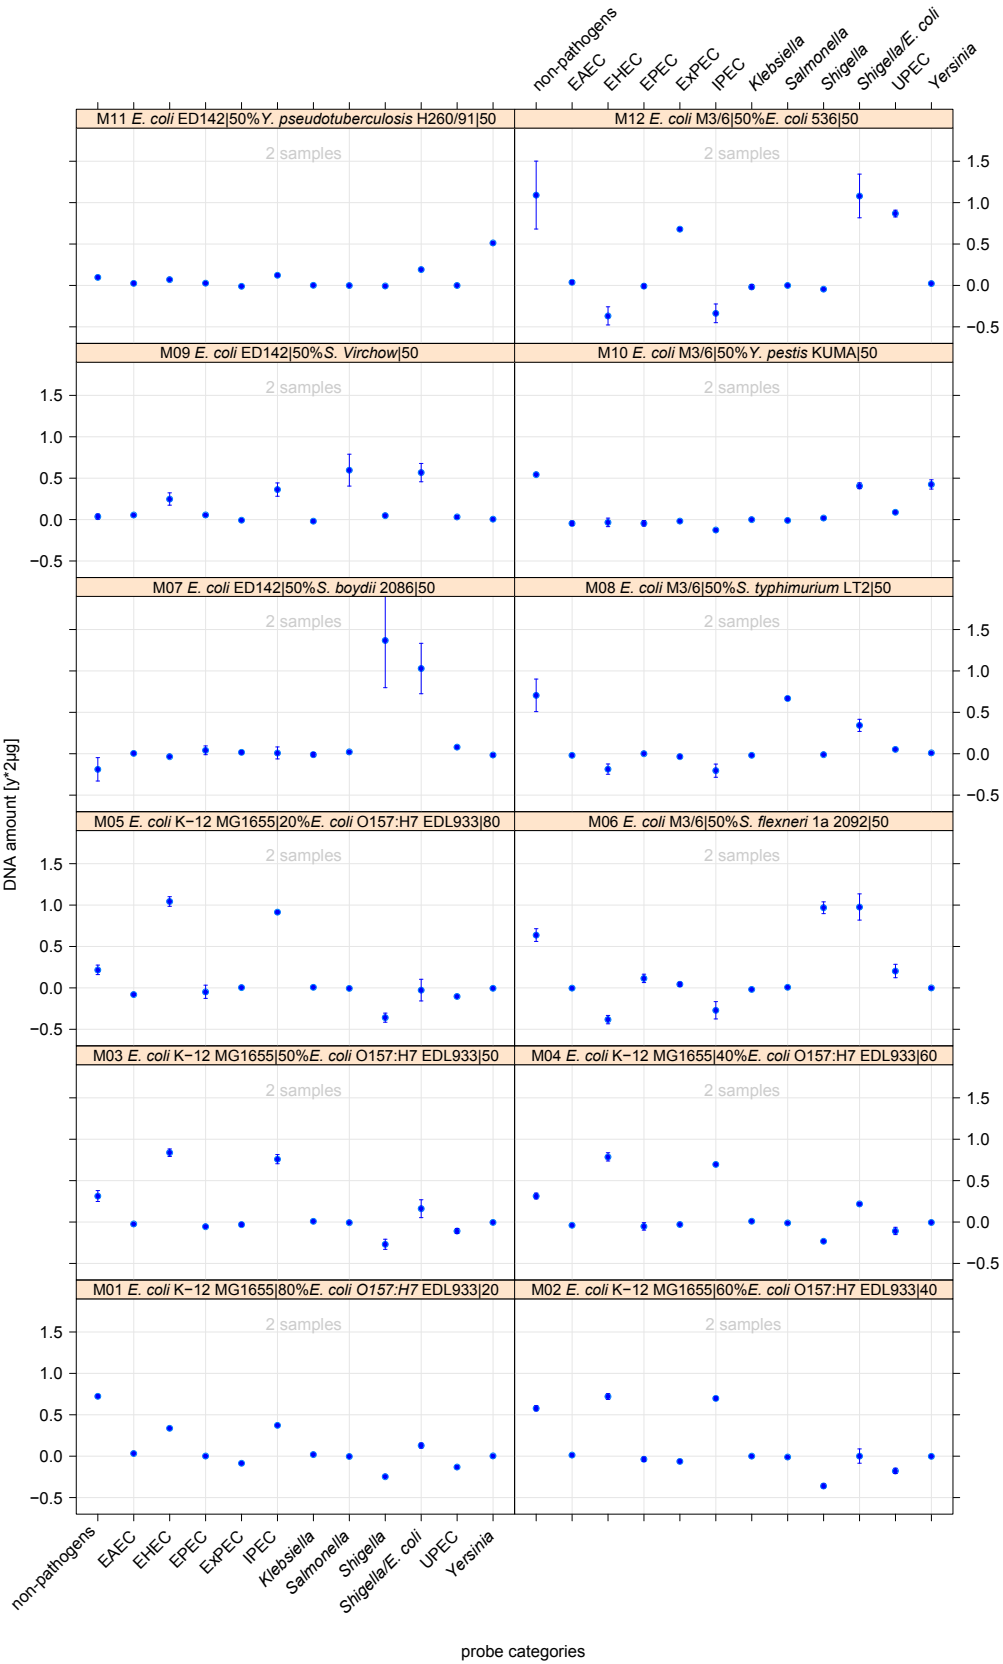 non-pathogens
EAEC
EHEC
EPEC
ExPEC
IPEC
Klebsiella
Salmonella
Shigella
Shigella/E. coli
UPEC
Yersinia
M11 E. coli ED142|50%Y. pseudotuberculosis H260/91|50
M12 E. coli M3/6|50%E. coli 536|50
2 samples
1.5
1.0
0.5
0.0
−0.5
M09 E. coli ED142|50%S. Virchow|50
M10 E. coli M3/6|50%Y. pestis KUMA|50
2 samples
2 samples
1.5
1.0
0.5
0.0
−0.5
M07 E. coli ED142|50%S. boydii 2086|50
M08 E. coli M3/6|50%S. typhimurium LT2|50
2 samples
2 samples
1.5
1.0
0.5
0.0
−0.5
DNA amount [y*2µg]
M05 E. coli K−12 MG1655|20%E. coli O157:H7 EDL933|80
M06 E. coli M3/6|50%S. flexneri 1a 2092|50
2 samples
1.5
1.0
0.5
0.0
−0.5
M03 E. coli K−12 MG1655|50%E. coli O157:H7 EDL933|50
M04 E. coli K−12 MG1655|40%E. coli O157:H7 EDL933|60
2 samples
2 samples
1.5
1.0
0.5
0.0
−0.5
M01 E. coli K−12 MG1655|80%E. coli O157:H7 EDL933|20
M02 E. coli K−12 MG1655|60%E. coli O157:H7 EDL933|40
2 samples
2 samples
1.5
1.0
0.5
0.0
−0.5
non-pathogens
EAEC
EHEC
EPEC
ExPEC
IPEC
Klebsiella
Salmonella
Shigella
Shigella/E. coli
UPEC
Yersinia
probe categories